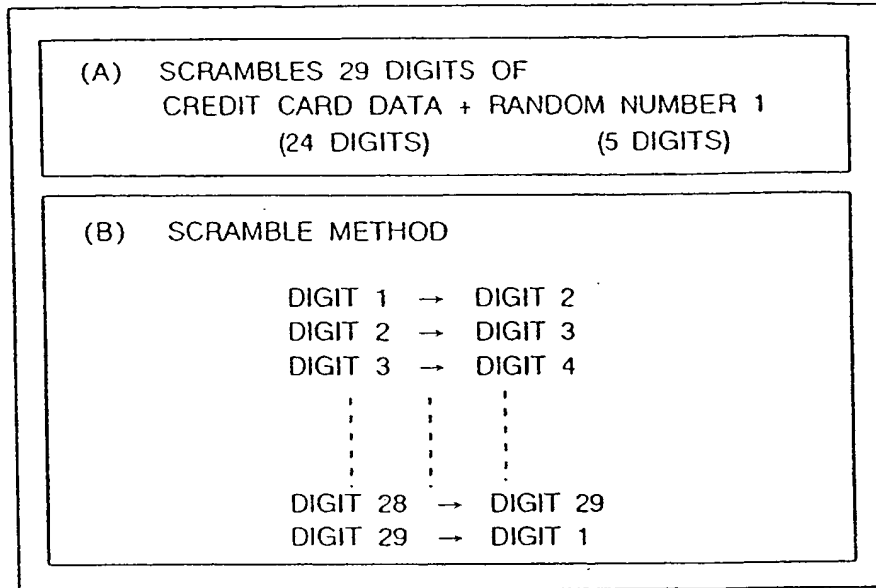 (A) SCRAMBLES 29 DIGITS OF
CREDIT CARD DATA + RANDOM NUMBER 1
(24 DIGITS) (5 DIGITS)
(B) SCRAMBLE METHOD
DIGIT 1 → DIGIT 2
DIGIT 2 → DIGIT 3
DIGIT 3 → DIGIT 4
DIGIT 28 → DIGIT 29
DIGIT 29 → DIGIT 1